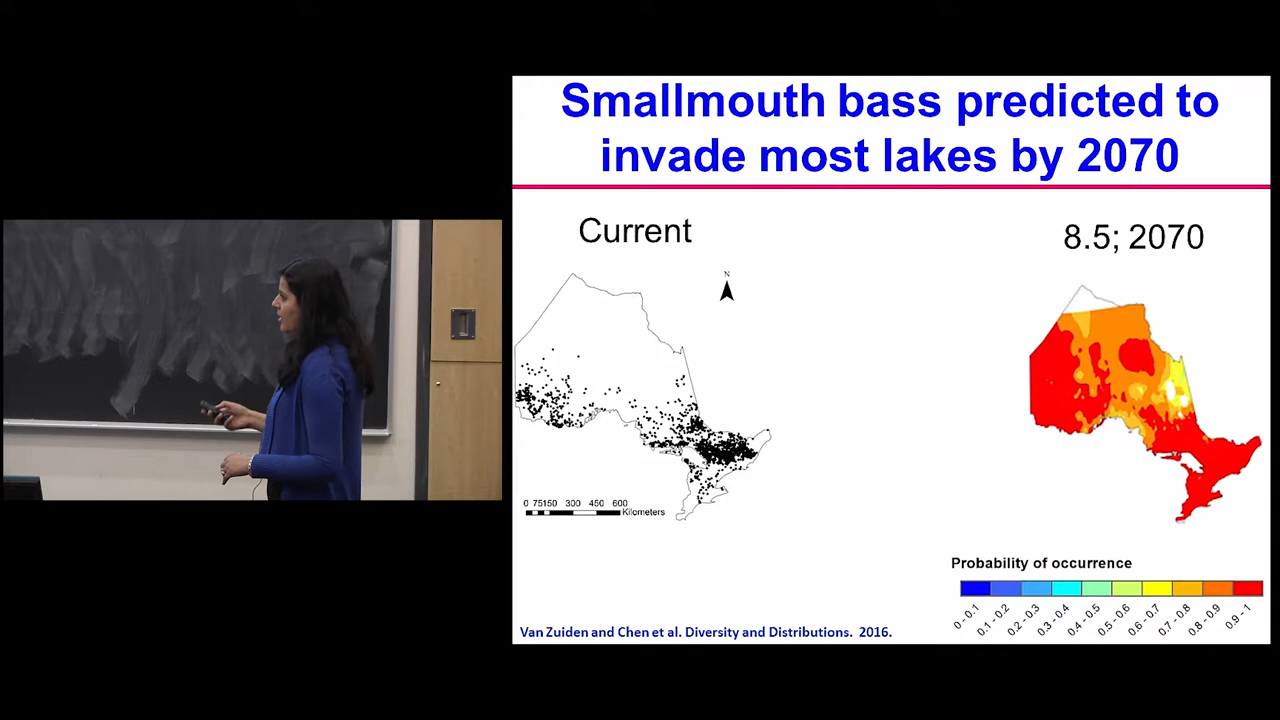 Smallmouth bass predicted to
invade most lakes by 2070
Current
8.5; 2070
N
0 75150 300 450 600
Kilometers
Probability of occurrence
0 - 0.1
0.1 - 0.2
0.2 - 0.3
0.3 - 0.4
0.4 - 0.5
0.5 - 0.6
0.6 - 0.7
0.7 - 0.8
0.8 - 0.9
0.9 - 1
Van Zuiden and Chen et al. Diversity and Distributions. 2016.